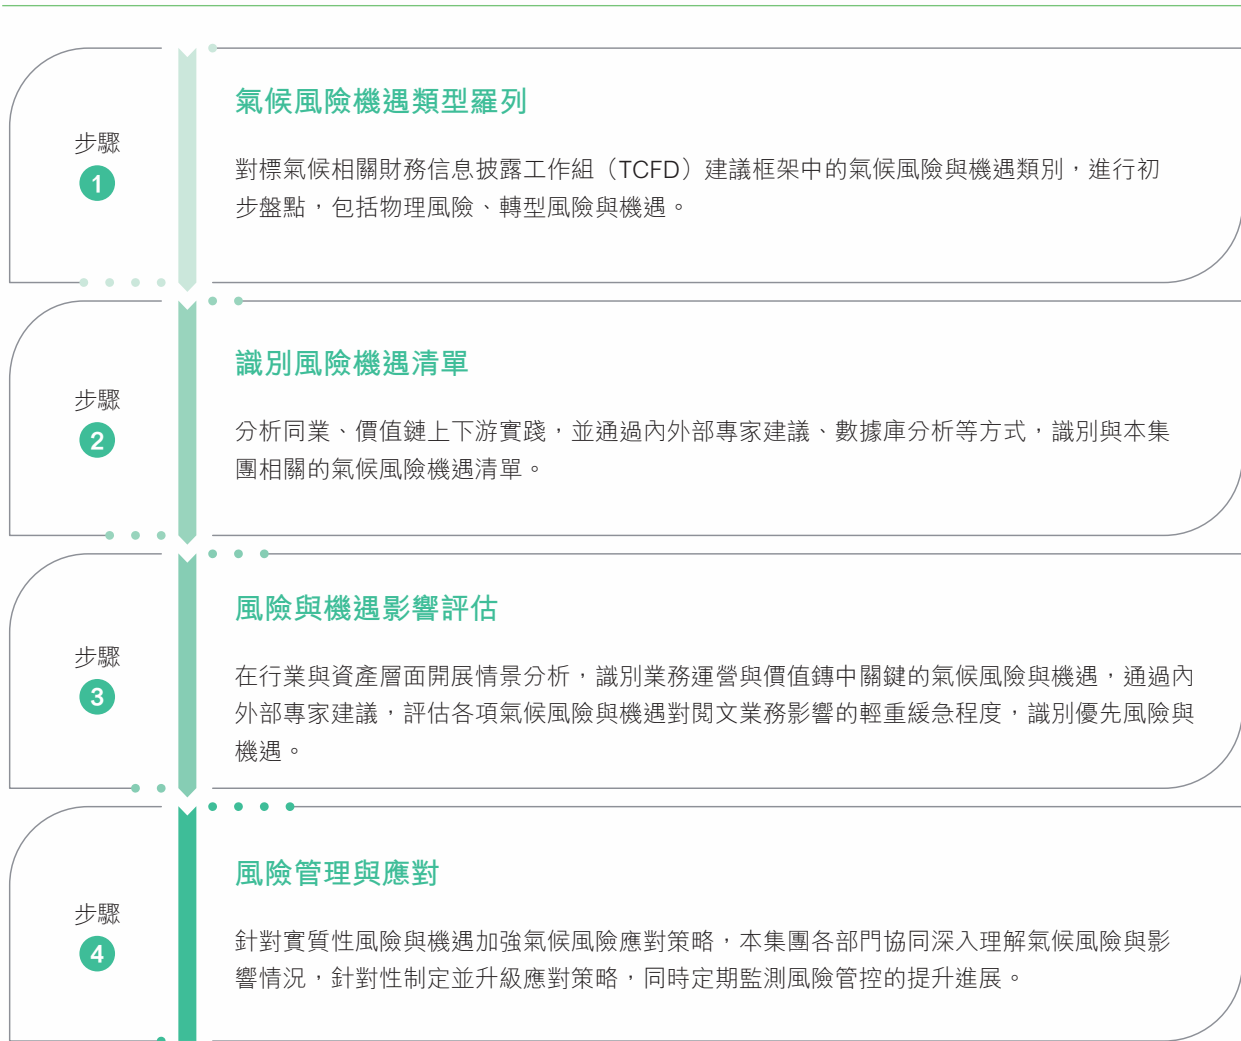 步驟
1
氣候風險機遇類型羅列
對標氣候相關財務信息披露工作組（TCFD）建議框架中的氣候風險與機遇類別，進行初
步盤點，包括物理風險、轉型風險與機遇。
步驟
2
識別風險機遇清單
分析同業、價值鏈上下游實踐，並通過內外部專家建議、數據庫分析等方式，識別與本集
團相關的氣候風險機遇清單。
步驟
3
風險與機遇影響評估
在行業與資產層面開展情景分析，識別業務運營與價值鏄中關鍵的氣候風險與機遇，通過內
外部專家建議，評估各項氣候風險與機遇對閱文業務影響的輕重緩急程度，識別優先風險與
機遇。
步驟
4
風險管理與應對
針對實質性風險與機遇加強氣候風險應對策略，本集團各部門協同深入理解氣候風險與影
響情況，針對性制定並升級應對策略，同時定期監測風險管控的提升進展。